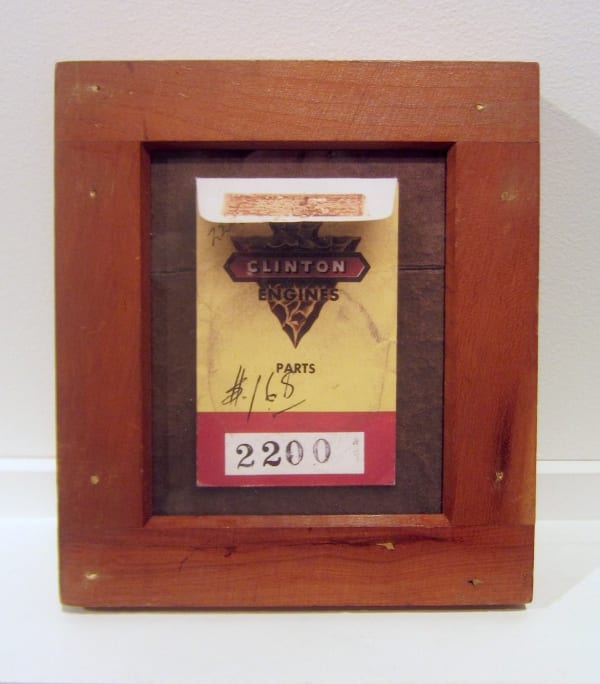 CLINTON
ENGINES
PARTS
$.168
2200